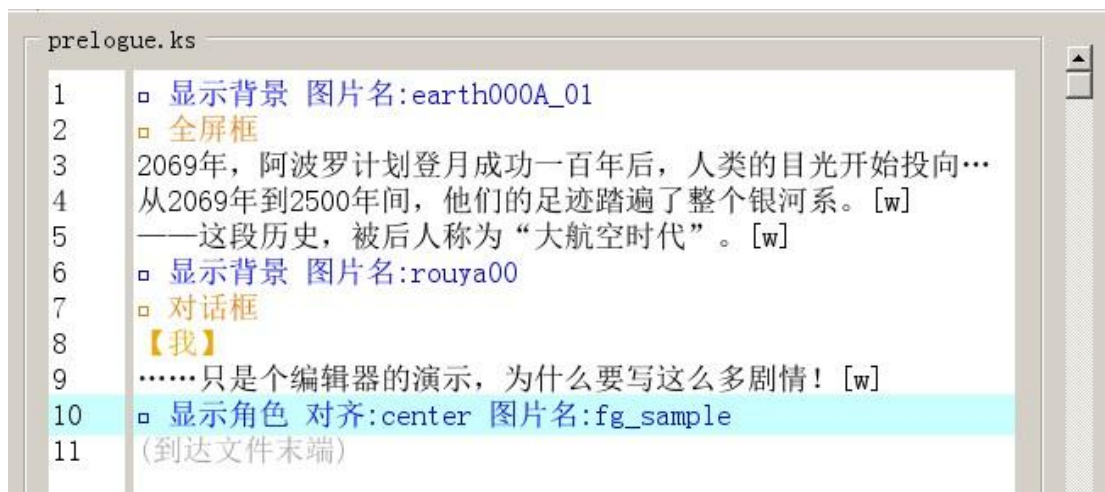 prelogue.ks
1 显示背景 图片名:earth000A_01
2 全屏框
3 2069年，阿波罗计划登月成功一百年后，人类的目光开始投向…
4 从2069年到2500年间，他们的足迹踏遍了整个银河系。[w]
5 ——这段历史，被后人称为“大航空时代”。[w]
6 显示背景 图片名:rouya00
7 对话框
8 【我】
9 ……只是个编辑器的演示，为什么要写这么多剧情！[w]
10 显示角色 对齐:center 图片名:fg_sample
11 (到达文件末端)